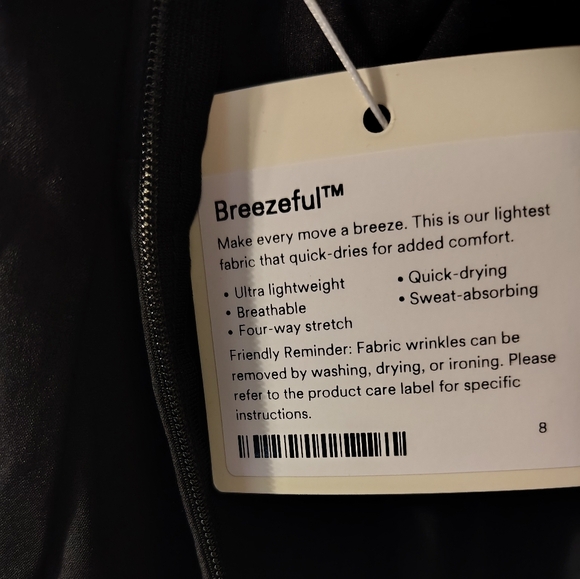 Breezeful™
Make every move a breeze. This is our lightest
fabric that quick-dries for added comfort.
• Ultra lightweight
• Breathable
• Four-way stretch
• Quick-drying
• Sweat-absorbing
Friendly Reminder: Fabric wrinkles can be
removed by washing, drying, or ironing. Please
refer to the product care label for specific
instructions.
8